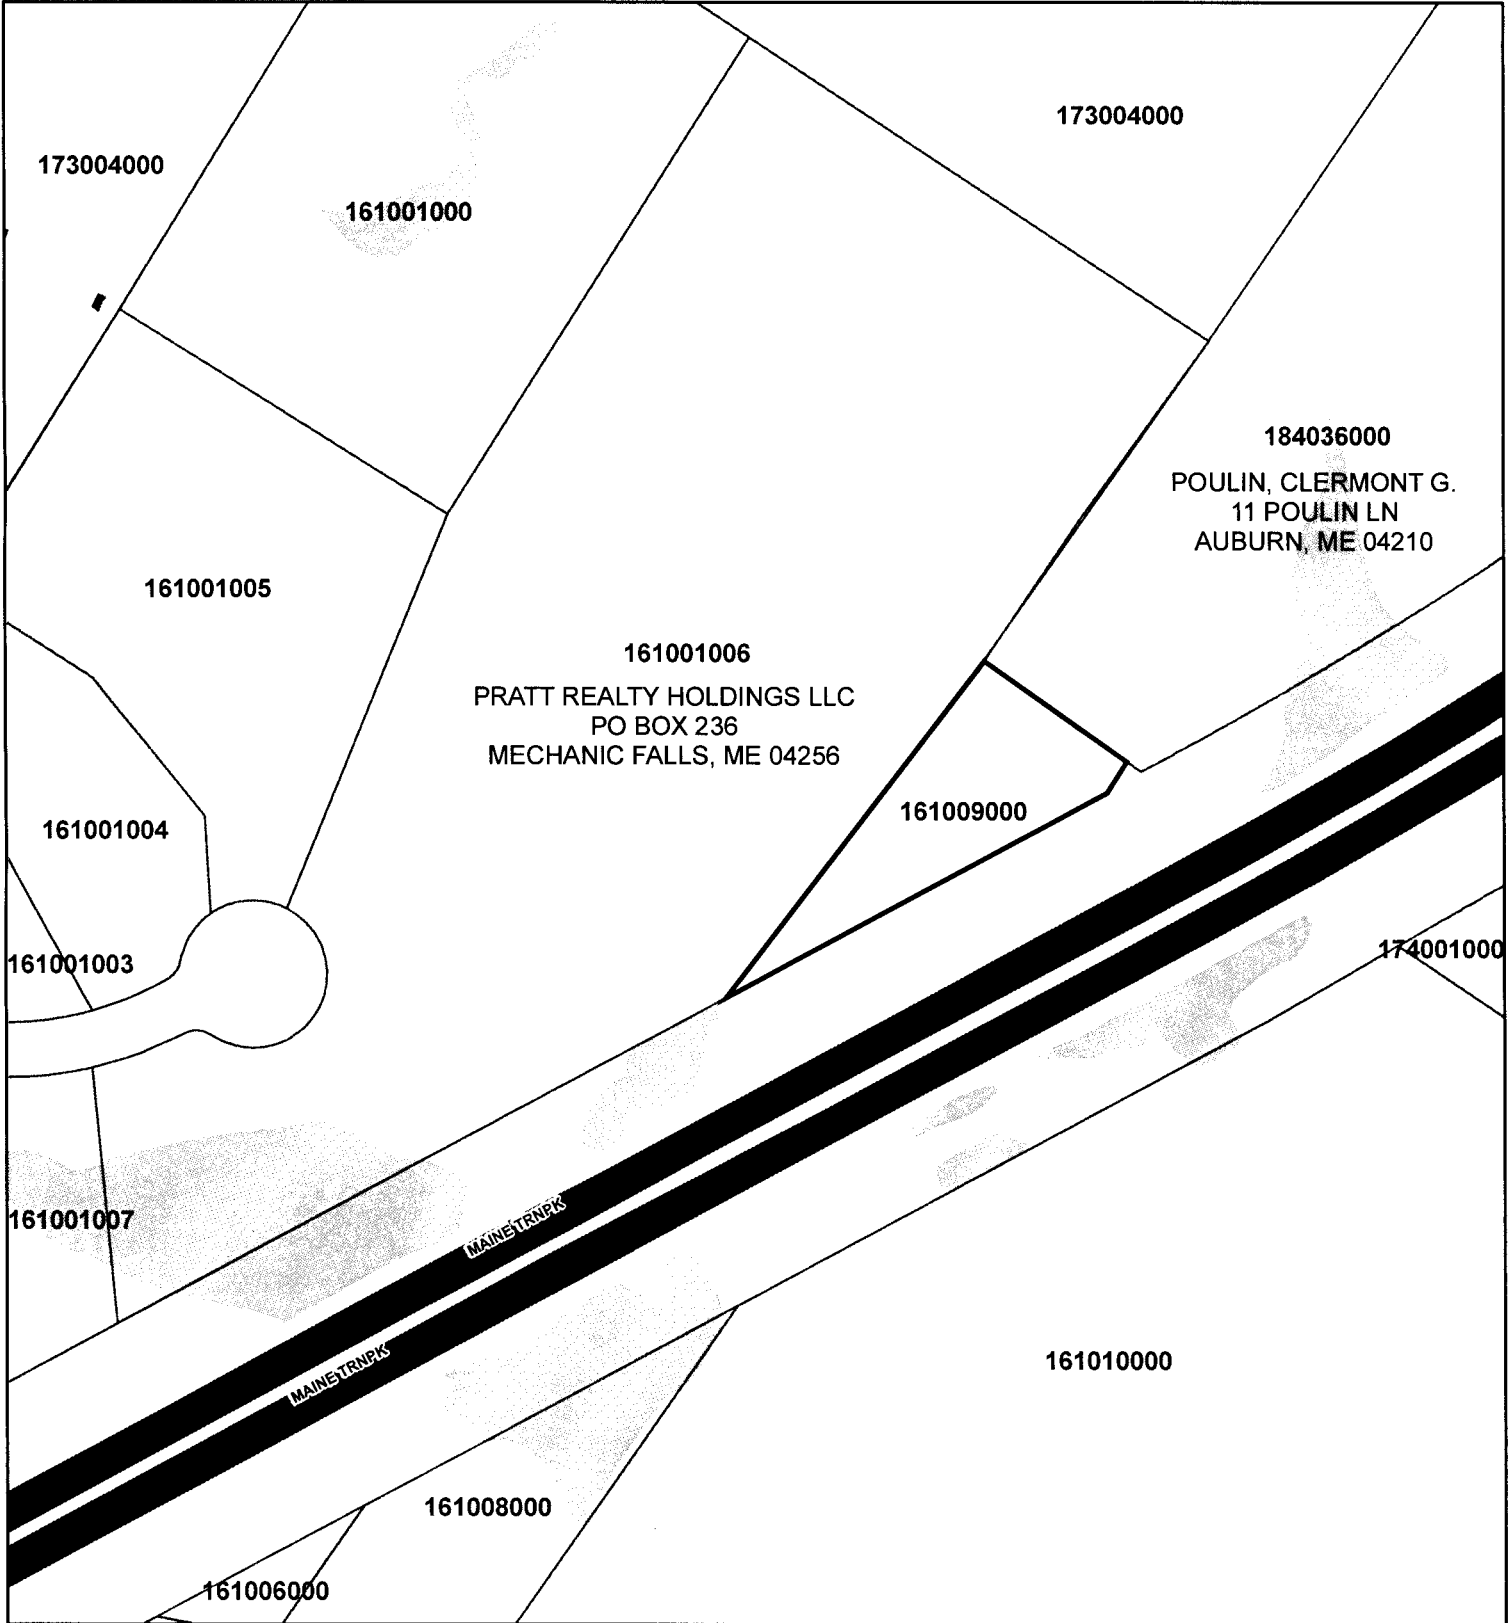 173004000
173004000
161001000
184036000
POULIN, CLERMONT G.
11 POULIN LN
AUBURN, ME 04210
161001005
161001006
PRATT REALTY HOLDINGS LLC
PO BOX 236
MECHANIC FALLS, ME 04256
161009000
161001004
174001000
161001003
161001007
MAINE TRNPK
MAINE TRNPK
161010000
161008000
161006000